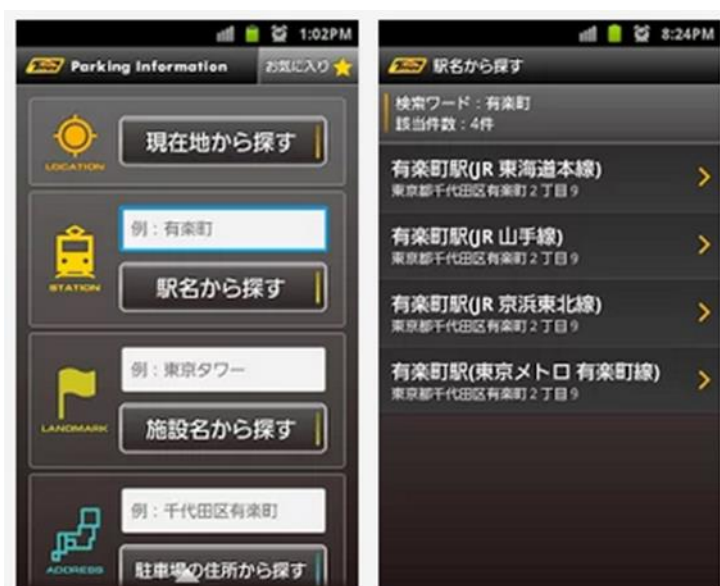 1:02PM
Times Parking Information お気に入り
LOCATION
現在地から探す
例：有楽町
STATION
駅名から探す
例：東京タワー
LANDMARK
施設名から探す
例：千代田区有楽町
ADDRESS
駐車場の住所から探す
8:24PM
Times 駅名から探す
検索ワード：有楽町
該当件数：4件
有楽町駅(JR 東海道本線)
東京都千代田区有楽町２丁目９
有楽町駅(JR 山手線)
東京都千代田区有楽町２丁目９
有楽町駅(JR 京浜東北線)
東京都千代田区有楽町２丁目９
有楽町駅(東京メトロ 有楽町線)
東京都千代田区有楽町２丁目９